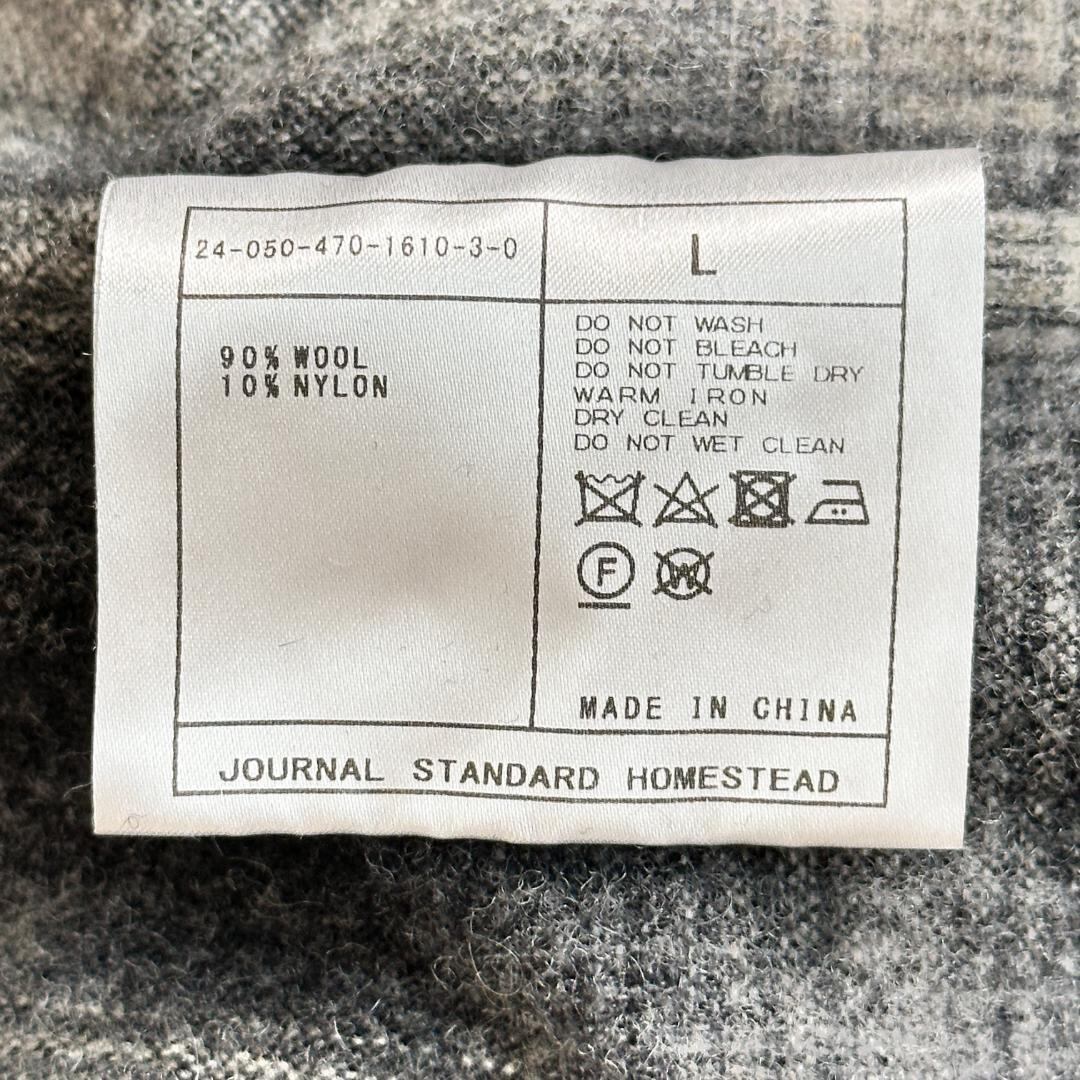 24-050-470-1610-3-0
L
90% WOOL
10% NYLON
DO NOT WASH
DO NOT BLEACH
DO NOT TUMBLE DRY
WARM IRON
DRY CLEAN
DO NOT WET CLEAN
F W
MADE IN CHINA
JOURNAL STANDARD HOMESTEAD